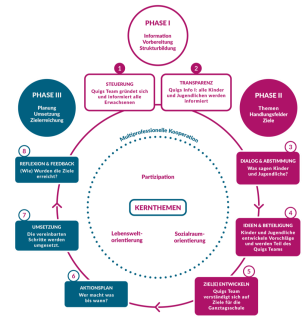 PHASE I
Information
Vorbereitung
Strukturbildung
1
STEUERUNG
Quigs Team gründet sich
und informiert alle
Erwachsenen
2
TRANSPARENZ
Quigs Info I: alle Kinder
und Jugendlichen werden
informiert
PHASE III
Planung
Umsetzung
Zielerreichung
PHASE II
Themen
Handlungsfelder
Ziele
Multiprofessionelle Kooperation
3
DIALOG & ABSTIMMUNG
Was sagen Kinder
und Jugendliche?
8
REFLEXION & FEEDBACK
(Wie) Wurden die Ziele
erreicht?
Partizipation
KERNTHEMEN
Lebenswelt-
orientierung
Sozialraum-
orientierung
4
IDEEN & BETEILIGUNG
Kinder und Jugendliche
entwickeln Vorschläge
und werden Teil des
Quigs Teams
7
UMSETZUNG
Die vereinbarten
Schritte werden
umgesetzt.
5
ZIEL(E) ENTWICKELN
Quigs Team
verständigt sich auf
Ziele für die
Ganztagsschule
6
AKTIONSPLAN
Wer macht was
bis wann?